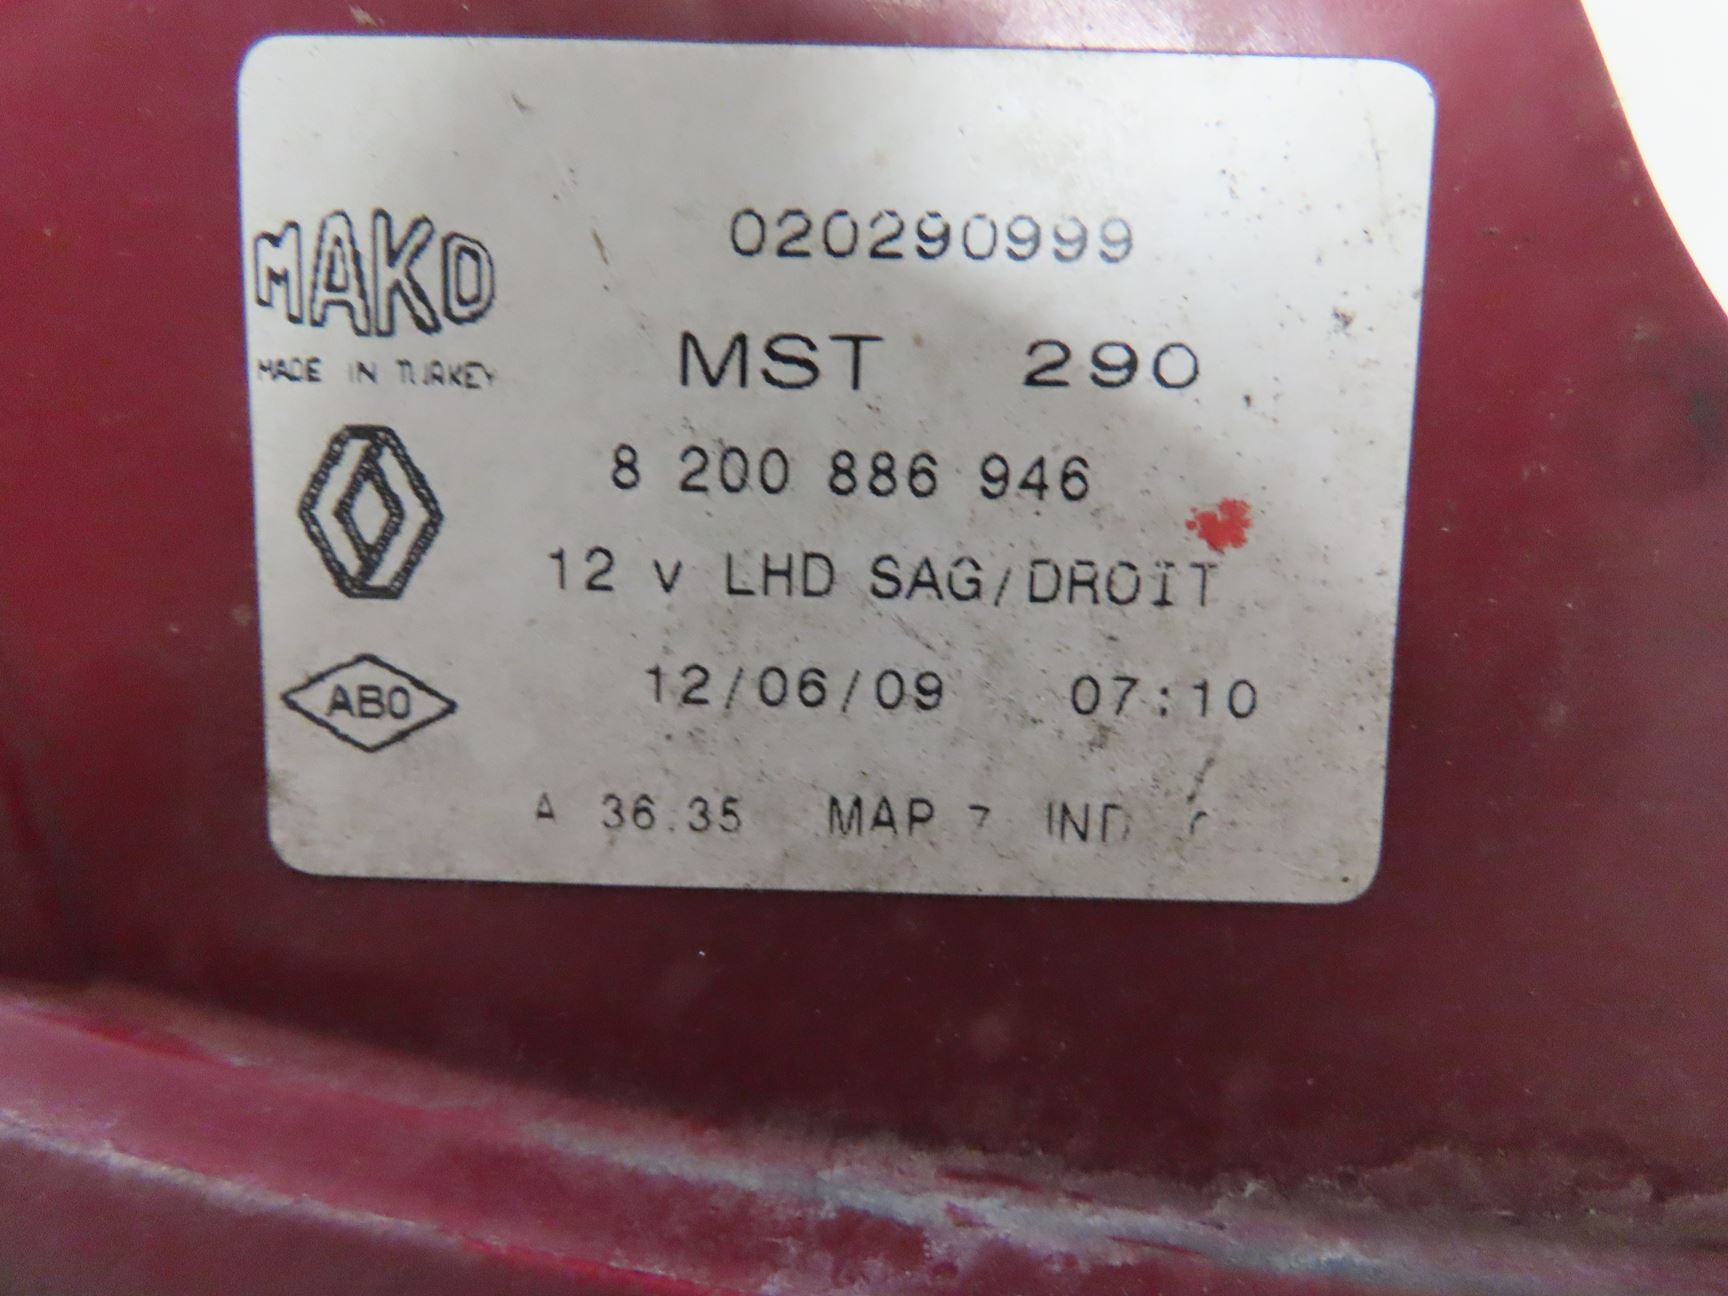 MAKO
020290999
MADE IN TURKEY
MST 290
8 200 886 946
12 V LHD SAG/DROIT
ABO
12/06/09 07:10
A 36.35 MAP 7 IND